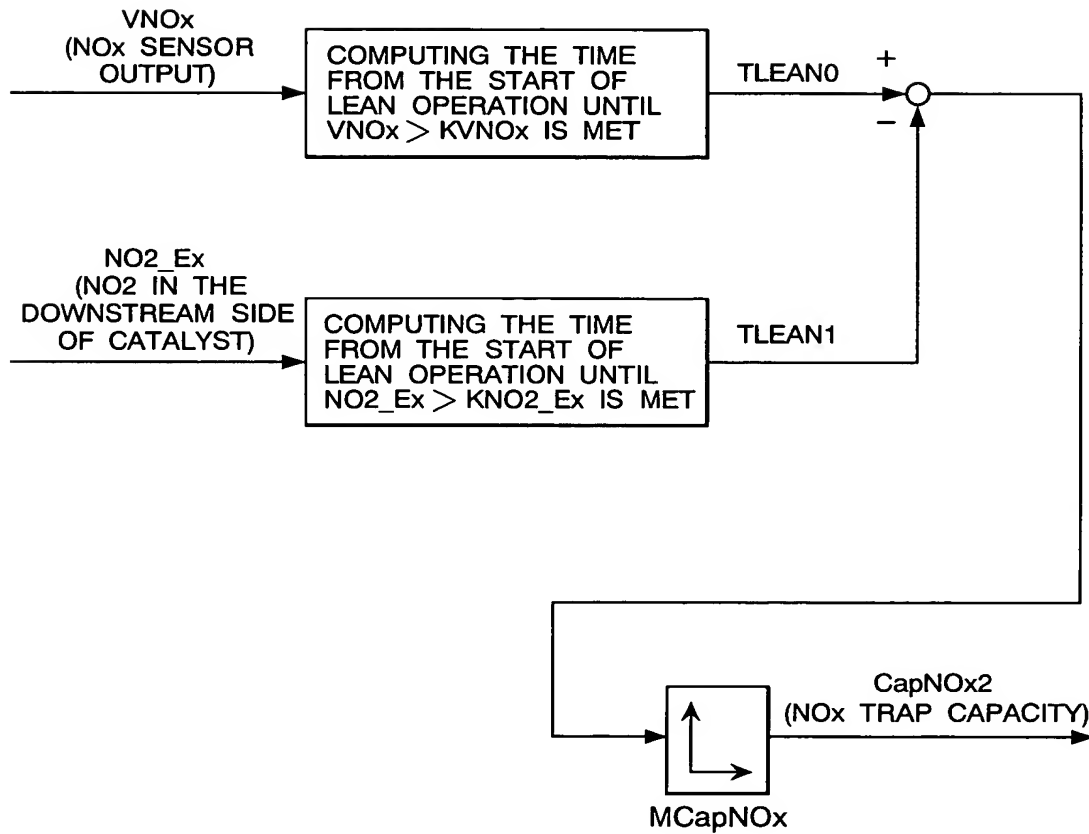 VNOx
(NOx SENSOR
OUTPUT)
COMPUTING THE TIME
FROM THE START OF
LEAN OPERATION UNTIL
VNOx > KVNOx IS MET
TLEAN0
+
−
NO2_Ex
(NO2 IN THE
DOWNSTREAM SIDE
OF CATALYST)
COMPUTING THE TIME
FROM THE START OF
LEAN OPERATION UNTIL
NO2_Ex > KNO2_Ex IS MET
TLEAN1
CapNOx2
(NOx TRAP CAPACITY)
MCapNOx